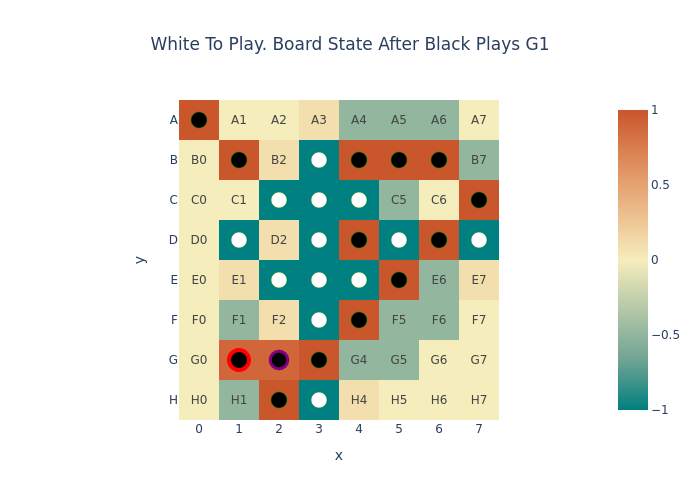 White To Play. Board State After Black Plays G1
A A1 A2 A3 A4 A5 A6 A7
B B0 B2 B7
C C0 C1 C5 C6
D D0 D2
E E0 E1 E6 E7
F F0 F1 F2 F5 F6 F7
G G0 G4 G5 G6 G7
H H0 H1 H4 H5 H6 H7
0 1 2 3 4 5 6 7
x
y
1
0.5
0
−0.5
−1